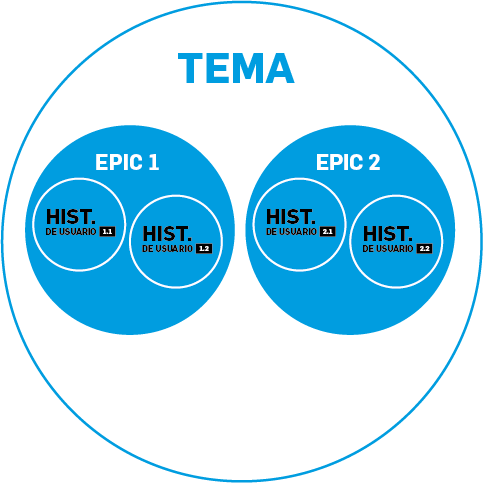 TEMA
EPIC 1
HIST.
DE USUARIO 1.1
HIST.
DE USUARIO 1.2
EPIC 2
HIST.
DE USUARIO 2.1
HIST.
DE USUARIO 2.2